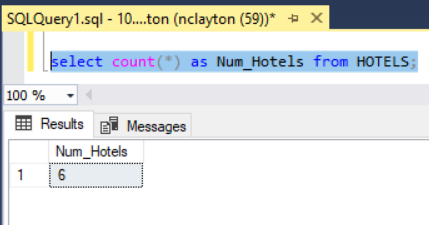 SQLQuery1.sql - 10....ton (nclayton (59))*
select count(*) as Num_Hotels from HOTELS;
100 %
Results Messages
Num_Hotels
1 6